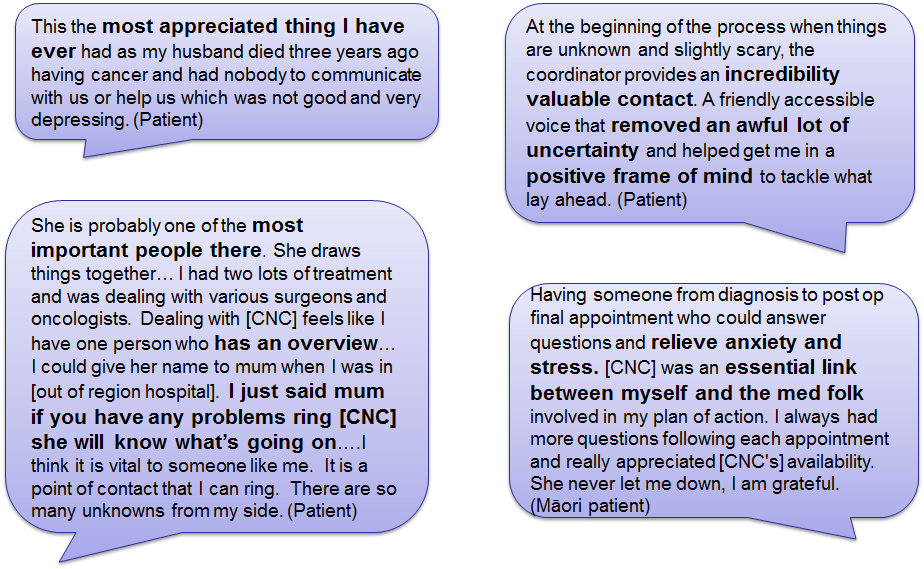 This the most appreciated thing I have
ever had as my husband died three years ago
having cancer and had nobody to communicate
with us or help us which was not good and very
depressing. (Patient)
At the beginning of the process when things
are unknown and slightly scary, the
coordinator provides an incredibility
valuable contact. A friendly accessible
voice that removed an awful lot of
uncertainty and helped get me in a
positive frame of mind to tackle what
lay ahead. (Patient)
She is probably one of the most
important people there. She draws
things together… I had two lots of treatment
and was dealing with various surgeons and
oncologists. Dealing with [CNC] feels like I
have one person who has an overview…
I could give her name to mum when I was in
[out of region hospital]. I just said mum
if you have any problems ring [CNC]
she will know what's going on….I
think it is vital to someone like me. It is a
point of contact that I can ring. There are so
many unknowns from my side. (Patient)
Having someone from diagnosis to post op
final appointment who could answer
questions and relieve anxiety and
stress. [CNC] was an essential link
between myself and the med folk
involved in my plan of action. I always had
more questions following each appointment
and really appreciated [CNC's] availability.
She never let me down, I am grateful.
(Māori patient)